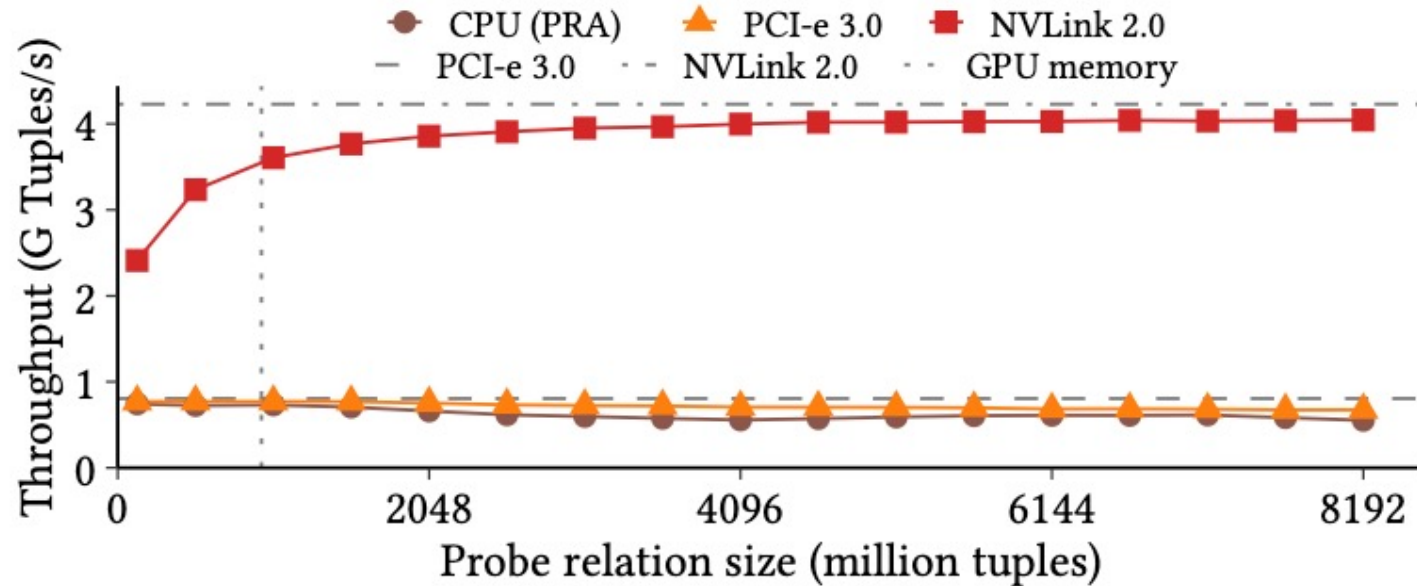 CPU (PRA) PCI-e 3.0 NVLink 2.0
PCI-e 3.0 NVLink 2.0 GPU memory
Throughput (G Tuples/s)
4
3
2
1
0
0 2048 4096 6144 8192
Probe relation size (million tuples)